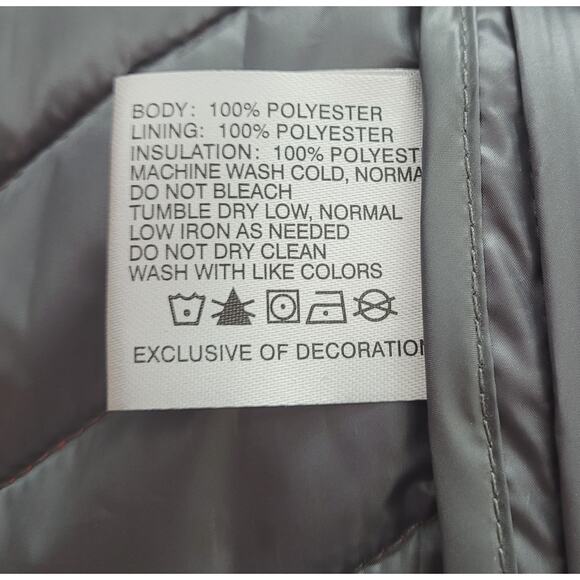 BODY: 100% POLYESTER
LINING: 100% POLYESTER
INSULATION: 100% POLYEST
MACHINE WASH COLD, NORMA
DO NOT BLEACH
TUMBLE DRY LOW, NORMAL
LOW IRON AS NEEDED
DO NOT DRY CLEAN
WASH WITH LIKE COLORS
EXCLUSIVE OF DECORATION